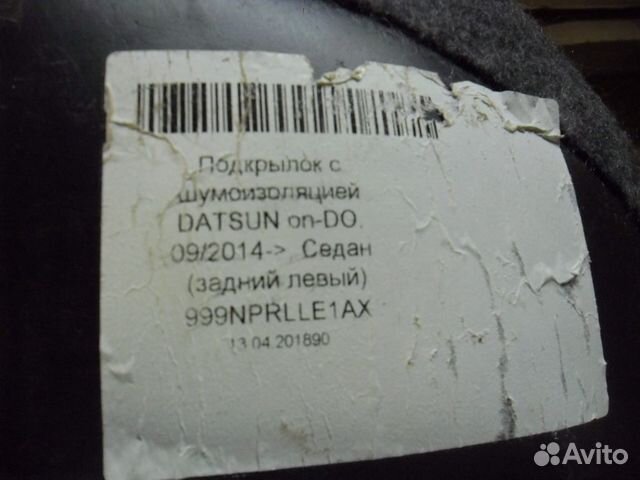 Подкрылок с
шумоизоляцией
DATSUN on-DO,
09/2014-> Седан
(задний левый)
999NPRLLE1AX
13.04.201890
Avito